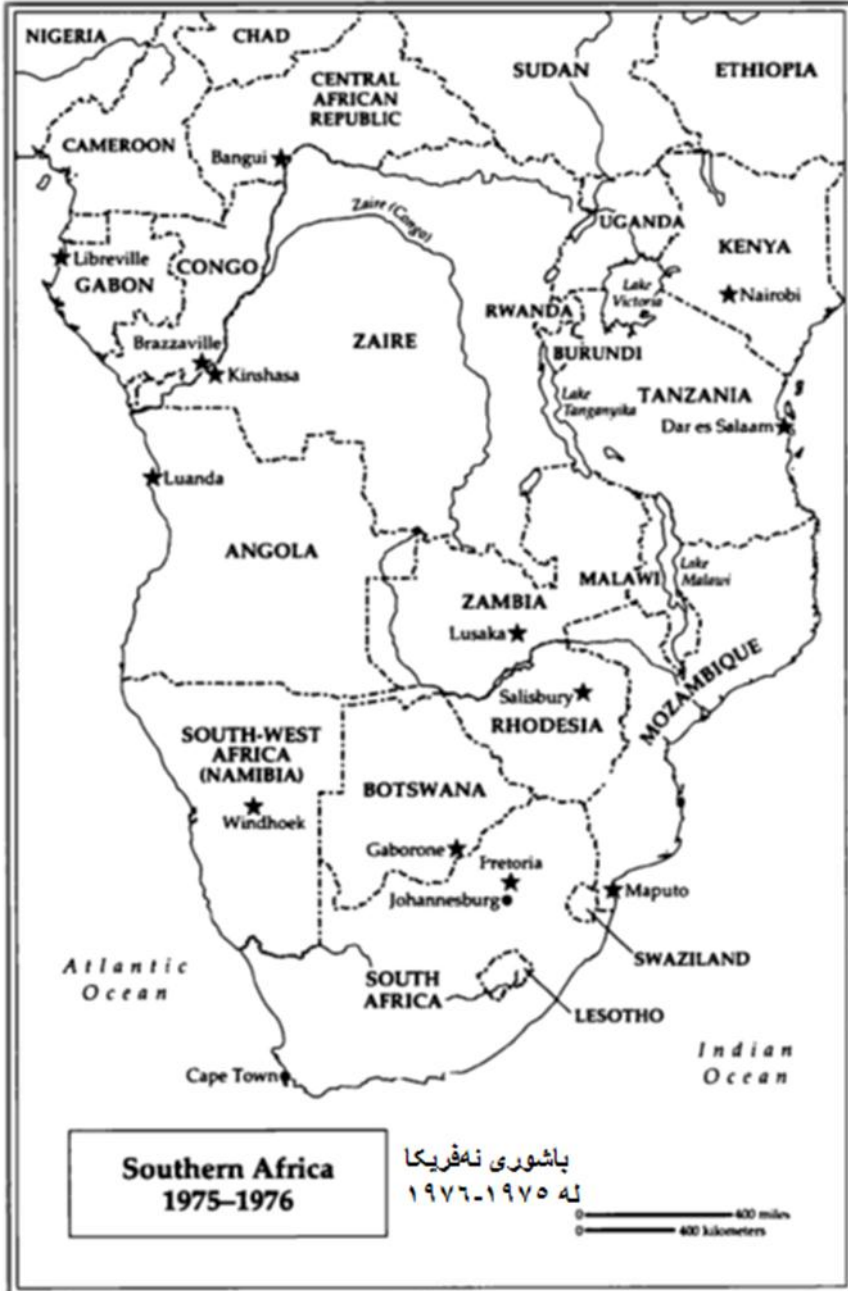 NIGERIA
CHAD
SUDAN
ETHIOPIA
CENTRAL
AFRICAN
REPUBLIC
CAMEROON
Bangui
Zaire (Congo)
UGANDA
KENYA
Libreville
GABON
CONGO
Lake
Victoria
Nairobi
RWANDA
Brazzaville
ZAIRE
BURUNDI
Kinshasa
Lake
Tanganyika
TANZANIA
Dar es Salaam
Luanda
ANGOLA
MALAWI
Lake
Malawi
ZAMBIA
Lusaka
MOZAMBIQUE
Salisbury
RHODESIA
SOUTH-WEST
AFRICA
(NAMIBIA)
Windhoek
BOTSWANA
Gaborone
Pretoria
Johannesburg
Maputo
SWAZILAND
Atlantic
Ocean
SOUTH
AFRICA
LESOTHO
Indian
Ocean
Cape Town
Southern Africa
1975–1976
باشوری ئەفریکا
لە ١٩٧٥-١٩٧٦
0 400 miles
0 400 kilometers